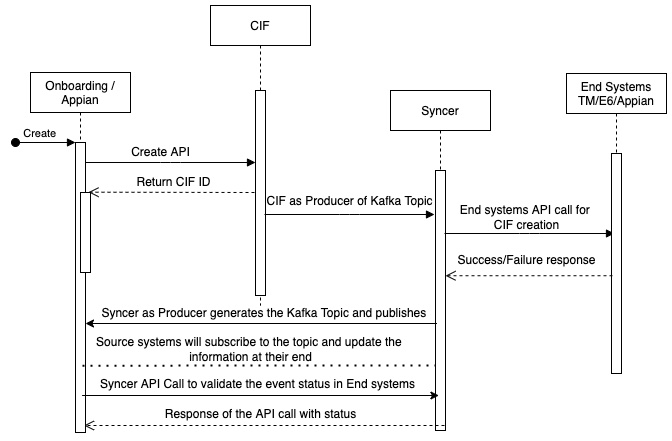 CIF
Onboarding /
Appian
End Systems
TM/E6/Appian
Syncer
Create
Create API
Return CIF ID
CIF as Producer of Kafka Topic
End systems API call for
CIF creation
Success/Failure response
Syncer as Producer generates the Kafka Topic and publishes
Source systems will subscribe to the topic and update the
information at their end
Syncer API Call to validate the event status in End systems
Response of the API call with status